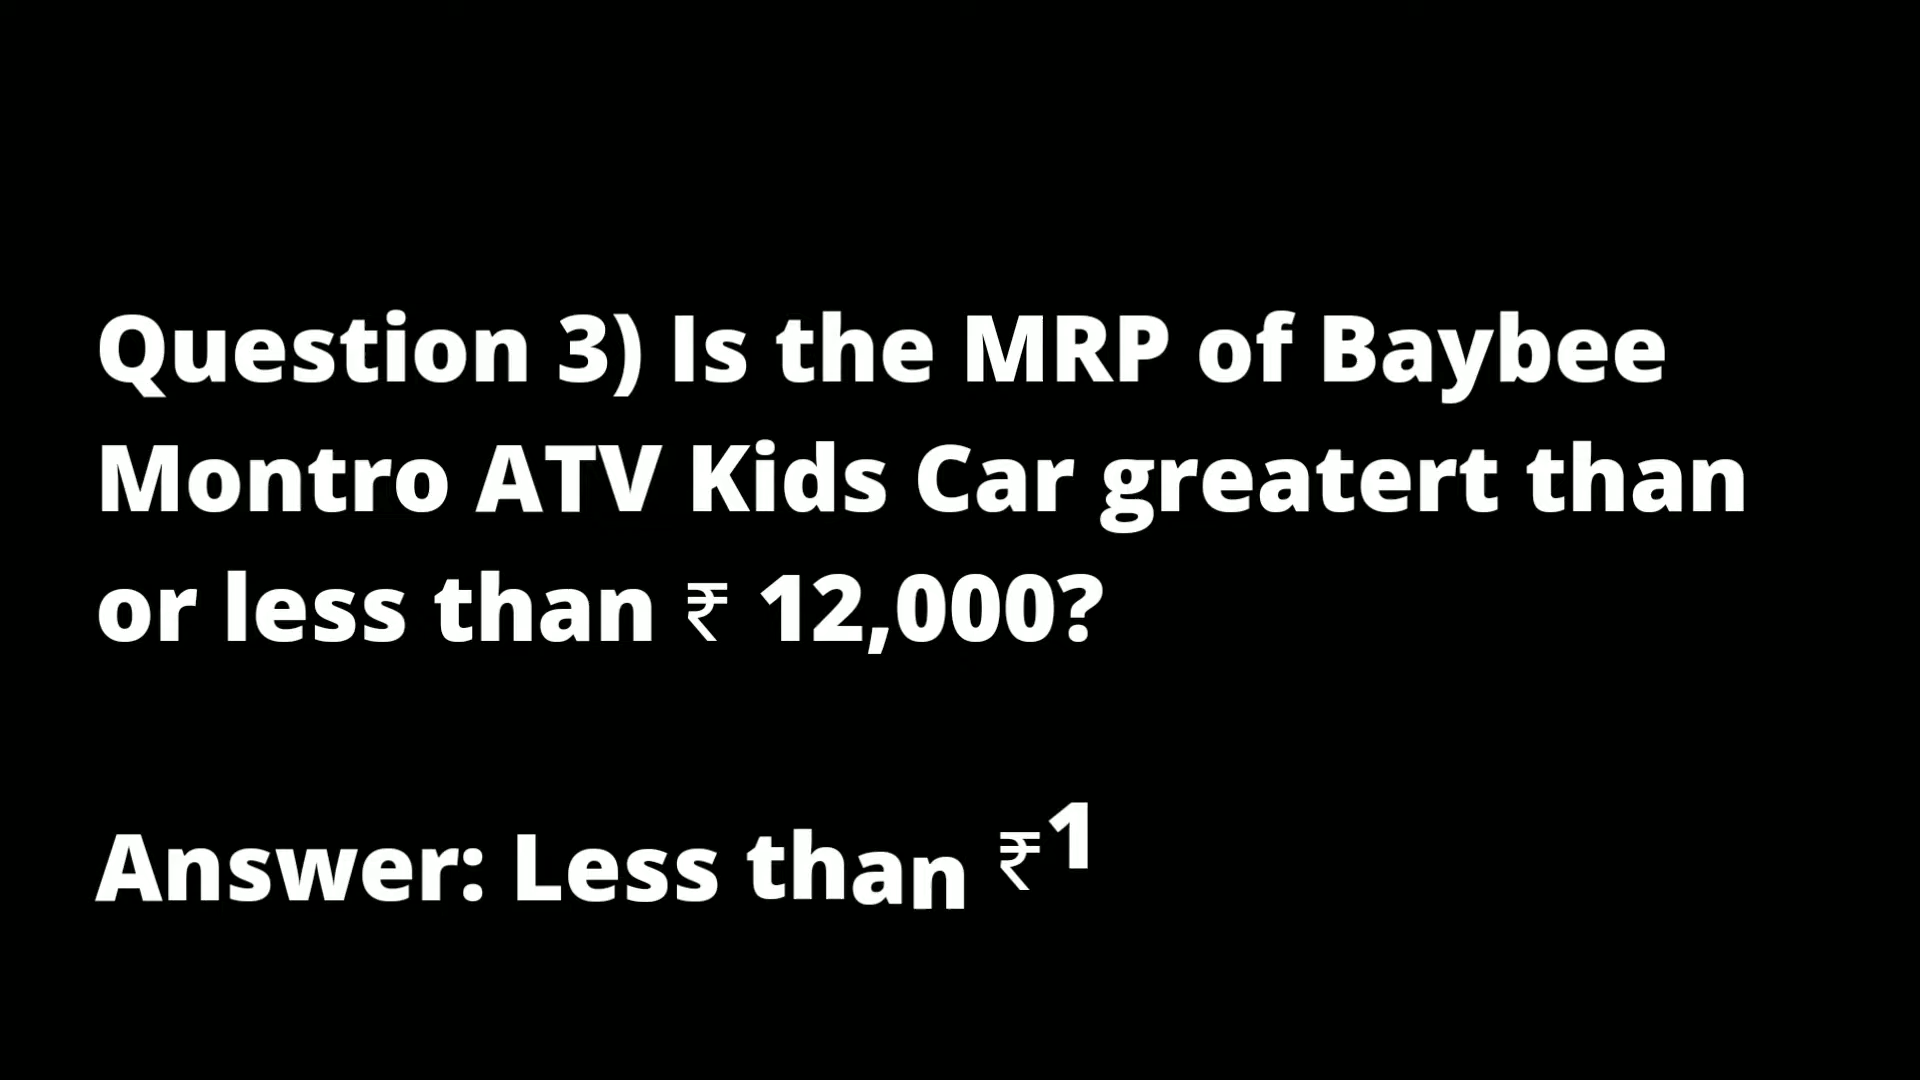 Question 3) Is the MRP of Baybee
Montro ATV Kids Car greatert than
or less than ₹ 12,000?
Answer: Less than ₹1